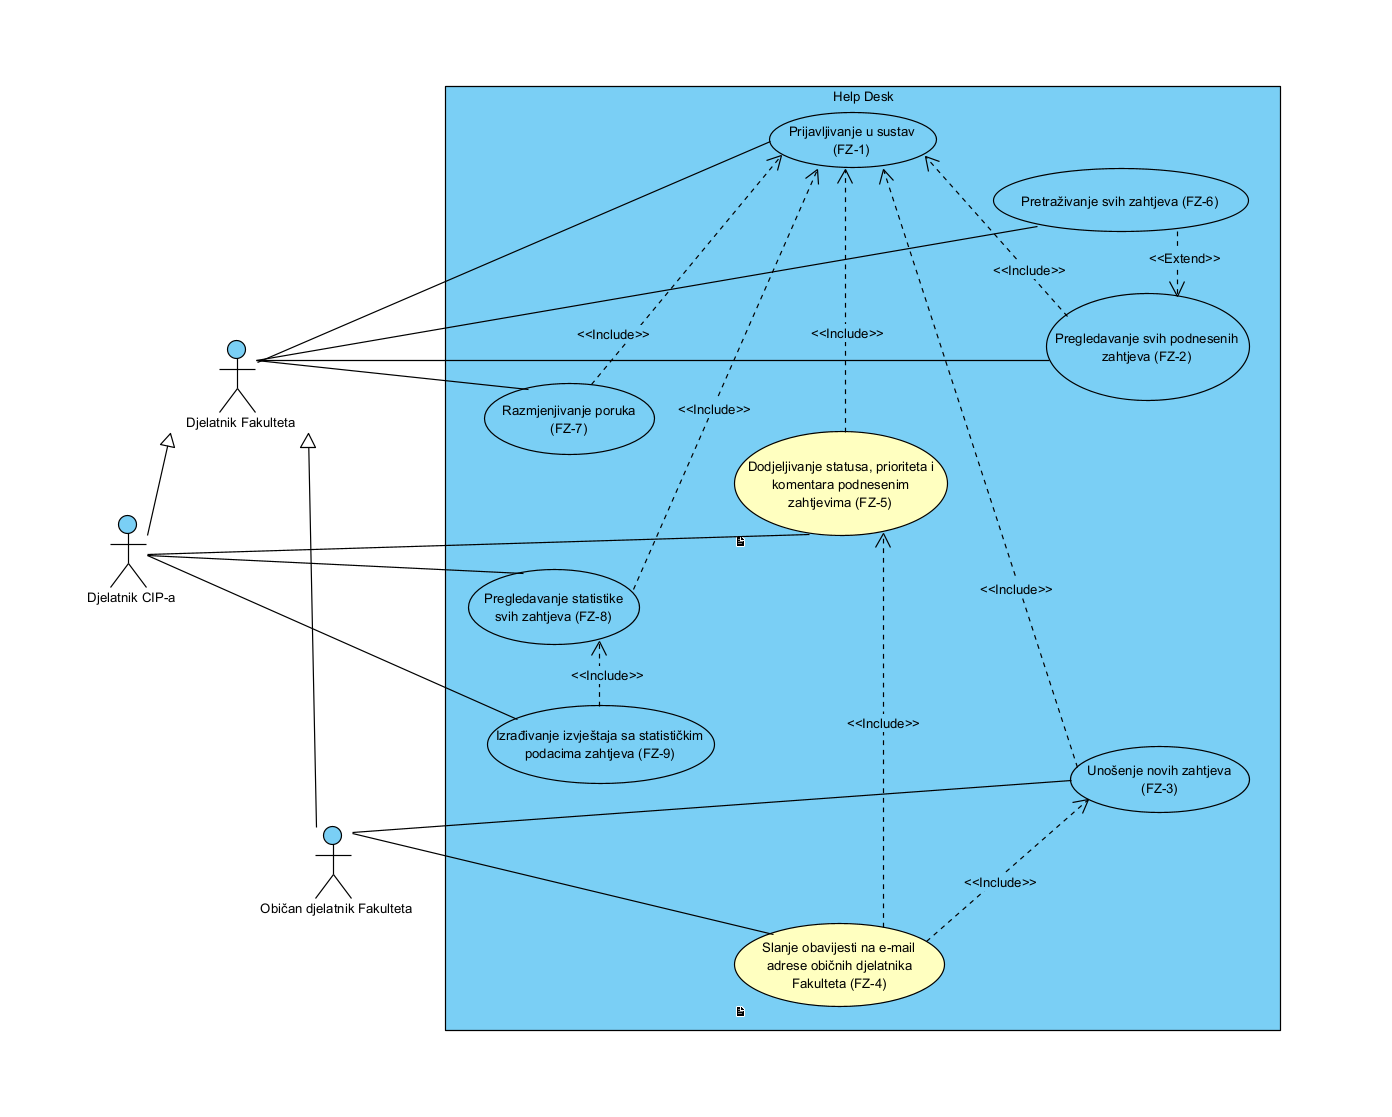 Help Desk
Prijavljivanje u sustav
(FZ-1)
Pretraživanje svih zahtjeva (FZ-6)
<<Extend>>
<<Include>>
Pregledavanje svih podnesenih
zahtjeva (FZ-2)
<<Include>>
<<Include>>
Djelatnik Fakulteta
Razmjenjivanje poruka
(FZ-7)
<<Include>>
Dodjeljivanje statusa, prioriteta i
komentara podnesenim
zahtjevima (FZ-5)
Djelatnik CIP-a
Pregledavanje statistike
svih zahtjeva (FZ-8)
<<Include>>
<<Include>>
<<Include>>
Izrađivanje izvještaja sa statističkim
podacima zahtjeva (FZ-9)
Unošenje novih zahtjeva
(FZ-3)
<<Include>>
Običan djelatnik Fakulteta
Slanje obavijesti na e-mail
adrese običnih djelatnika
Fakulteta (FZ-4)